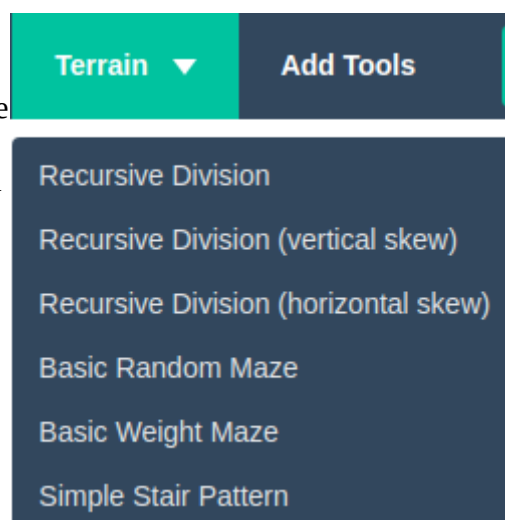 Terrain Add Tools
e
Recursive Division
Recursive Division (vertical skew)
Recursive Division (horizontal skew)
Basic Random Maze
Basic Weight Maze
Simple Stair Pattern